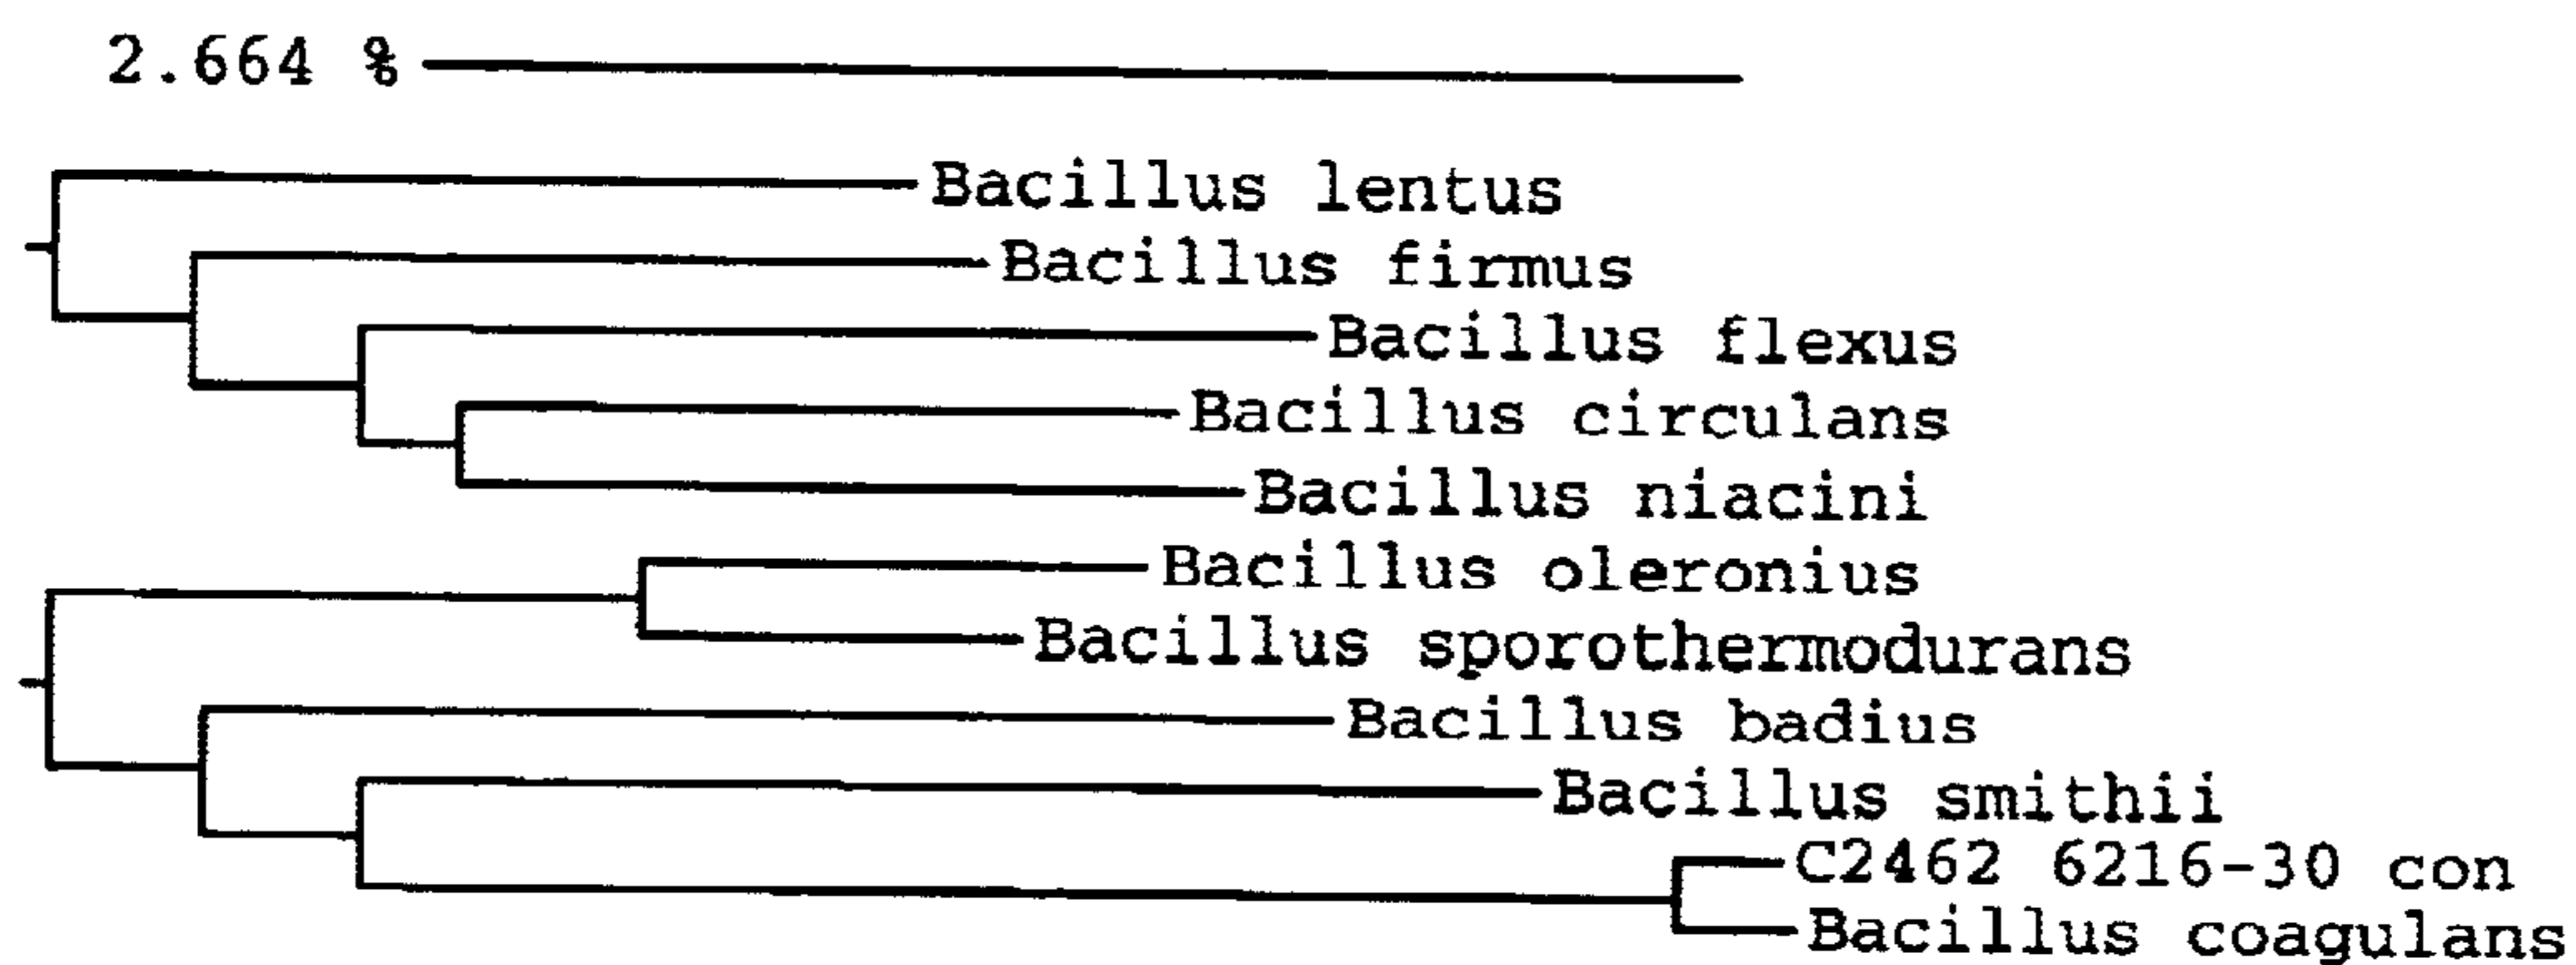 2.664 %
Bacillus lentus
Bacillus firmus
Bacillus flexus
Bacillus circulans
Bacillus niacini
Bacillus oleronius
Bacillus sporothermodurans
Bacillus badius
Bacillus smithii
C2462 6216-30 con
Bacillus coagulans